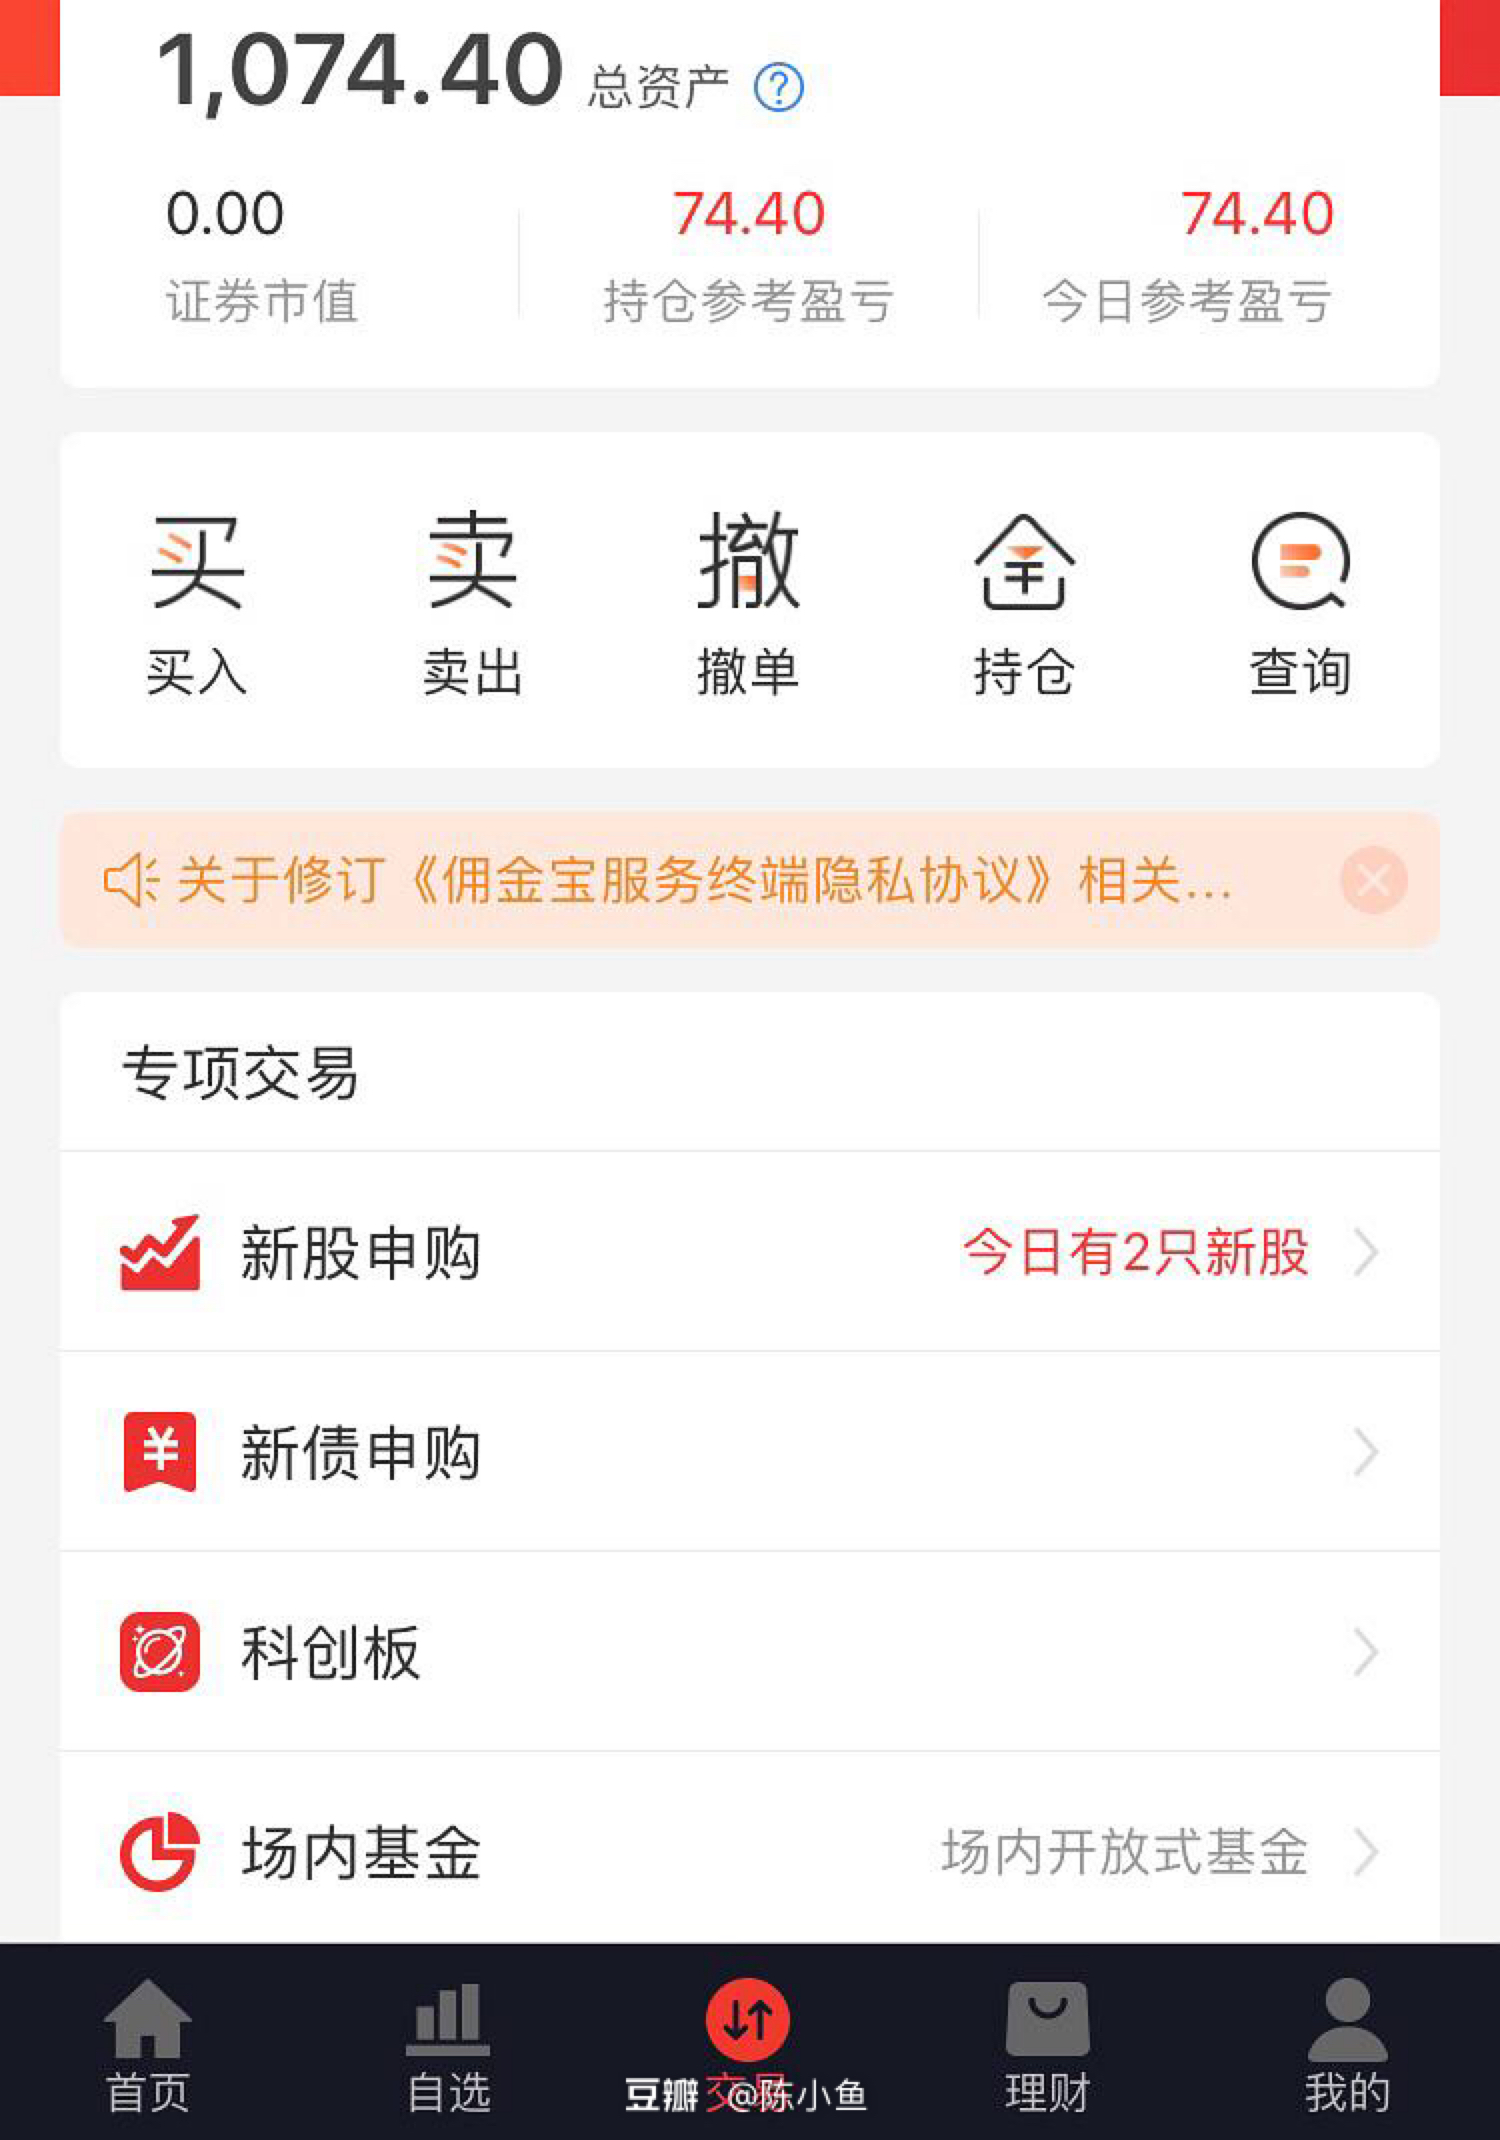 1,074.40 总资产 ?
0.00 74.40 74.40
证券市值 持仓参考盈亏 今日参考盈亏
买 卖 撤
买入 卖出 撤单 持仓 查询
关于修订《佣金宝服务终端隐私协议》相关...
专项交易
新股申购 今日有2只新股
¥ 新债申购
科创板
场内基金 场内开放式基金
首页 自选 交易 理财 我的
豆瓣 @陈小鱼